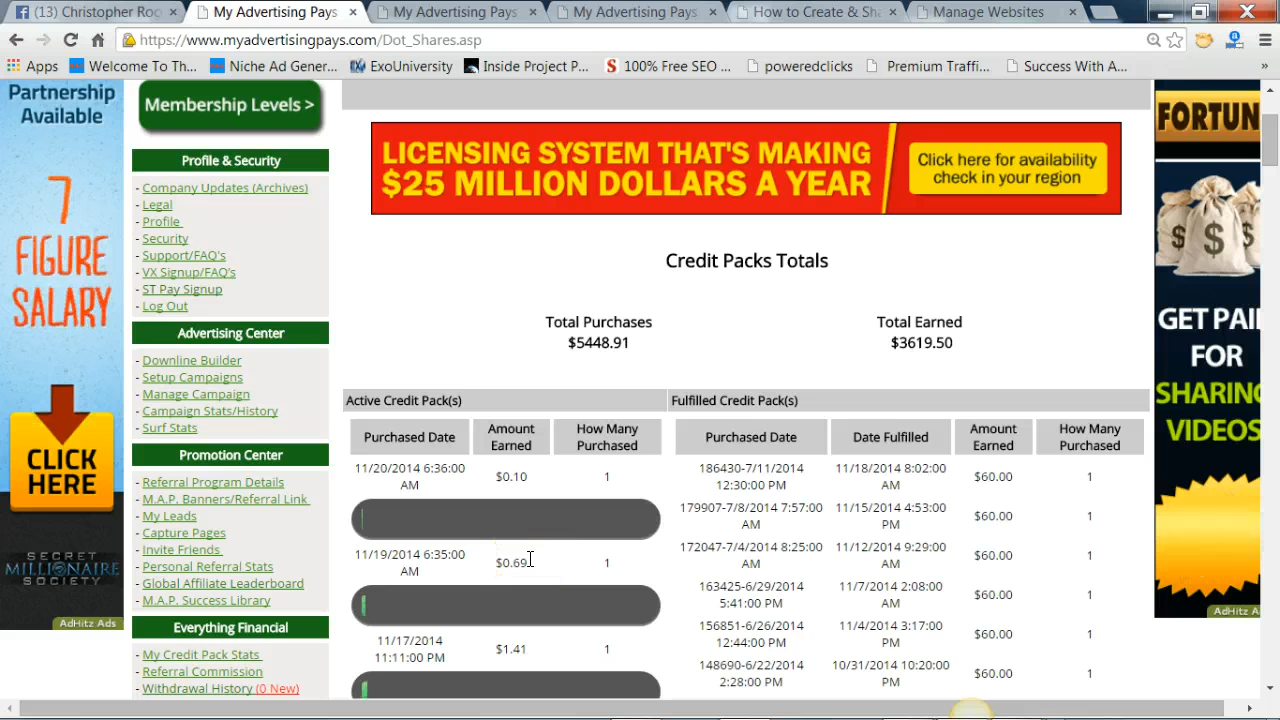 (13) Christopher Roc
My Advertising Pays
My Advertising Pays
My Advertising Pays
How to Create & Sha
Manage Websites
https://www.myadvertisingpays.com/Dot_Shares.asp
Apps
Welcome To Th...
Niche Ad Gener...
ExoUniversity
Inside Project P...
100% Free SEO ...
poweredclicks
Premium Traffi...
Success With A...
Partnership
Available
7
FIGURE
SALARY
CLICK
HERE
SECRET
MILLIONAIRE
SOCIETY
AdHitz Ads
Membership Levels >
Profile & Security
- Company Updates (Archives)
- Legal
- Profile
- Security
- Support/FAQ's
- VX Signup/FAQ's
- ST Pay Signup
- Log Out
Advertising Center
- Downline Builder
- Setup Campaigns
- Manage Campaign
- Campaign Stats/History
- Surf Stats
Promotion Center
- Referral Program Details
- M.A.P. Banners/Referral Link
- My Leads
- Capture Pages
- Invite Friends
- Personal Referral Stats
- Global Affiliate Leaderboard
- M.A.P. Success Library
Everything Financial
- My Credit Pack Stats
- Referral Commission
- Withdrawal History (0 New)
LICENSING SYSTEM THAT'S MAKING
$25 MILLION DOLLARS A YEAR
Click here for availability
check in your region
Credit Packs Totals
Total Purchases
$5448.91
Total Earned
$3619.50
Active Credit Pack(s)
Purchased Date
Amount
Earned
How Many
Purchased
11/20/2014 6:36:00
AM
$0.10
1
11/19/2014 6:35:00
AM
$0.69
1
11/17/2014
11:11:00 PM
$1.41
1
Fulfilled Credit Pack(s)
Purchased Date
Date Fulfilled
Amount
Earned
How Many
Purchased
186430-7/11/2014
12:30:00 PM
11/18/2014 8:02:00
AM
$60.00
1
179907-7/8/2014 7:57:00
AM
11/15/2014 4:53:00
PM
$60.00
1
172047-7/4/2014 8:25:00
AM
11/12/2014 9:29:00
AM
$60.00
1
163425-6/29/2014
5:41:00 PM
11/7/2014 2:08:00
AM
$60.00
1
156851-6/26/2014
12:44:00 PM
11/4/2014 3:17:00
PM
$60.00
1
148690-6/22/2014
2:28:00 PM
10/31/2014 10:20:00
PM
$60.00
1
FORTUN
GET PAI
FOR
SHARING
VIDEOS
AdHitz A